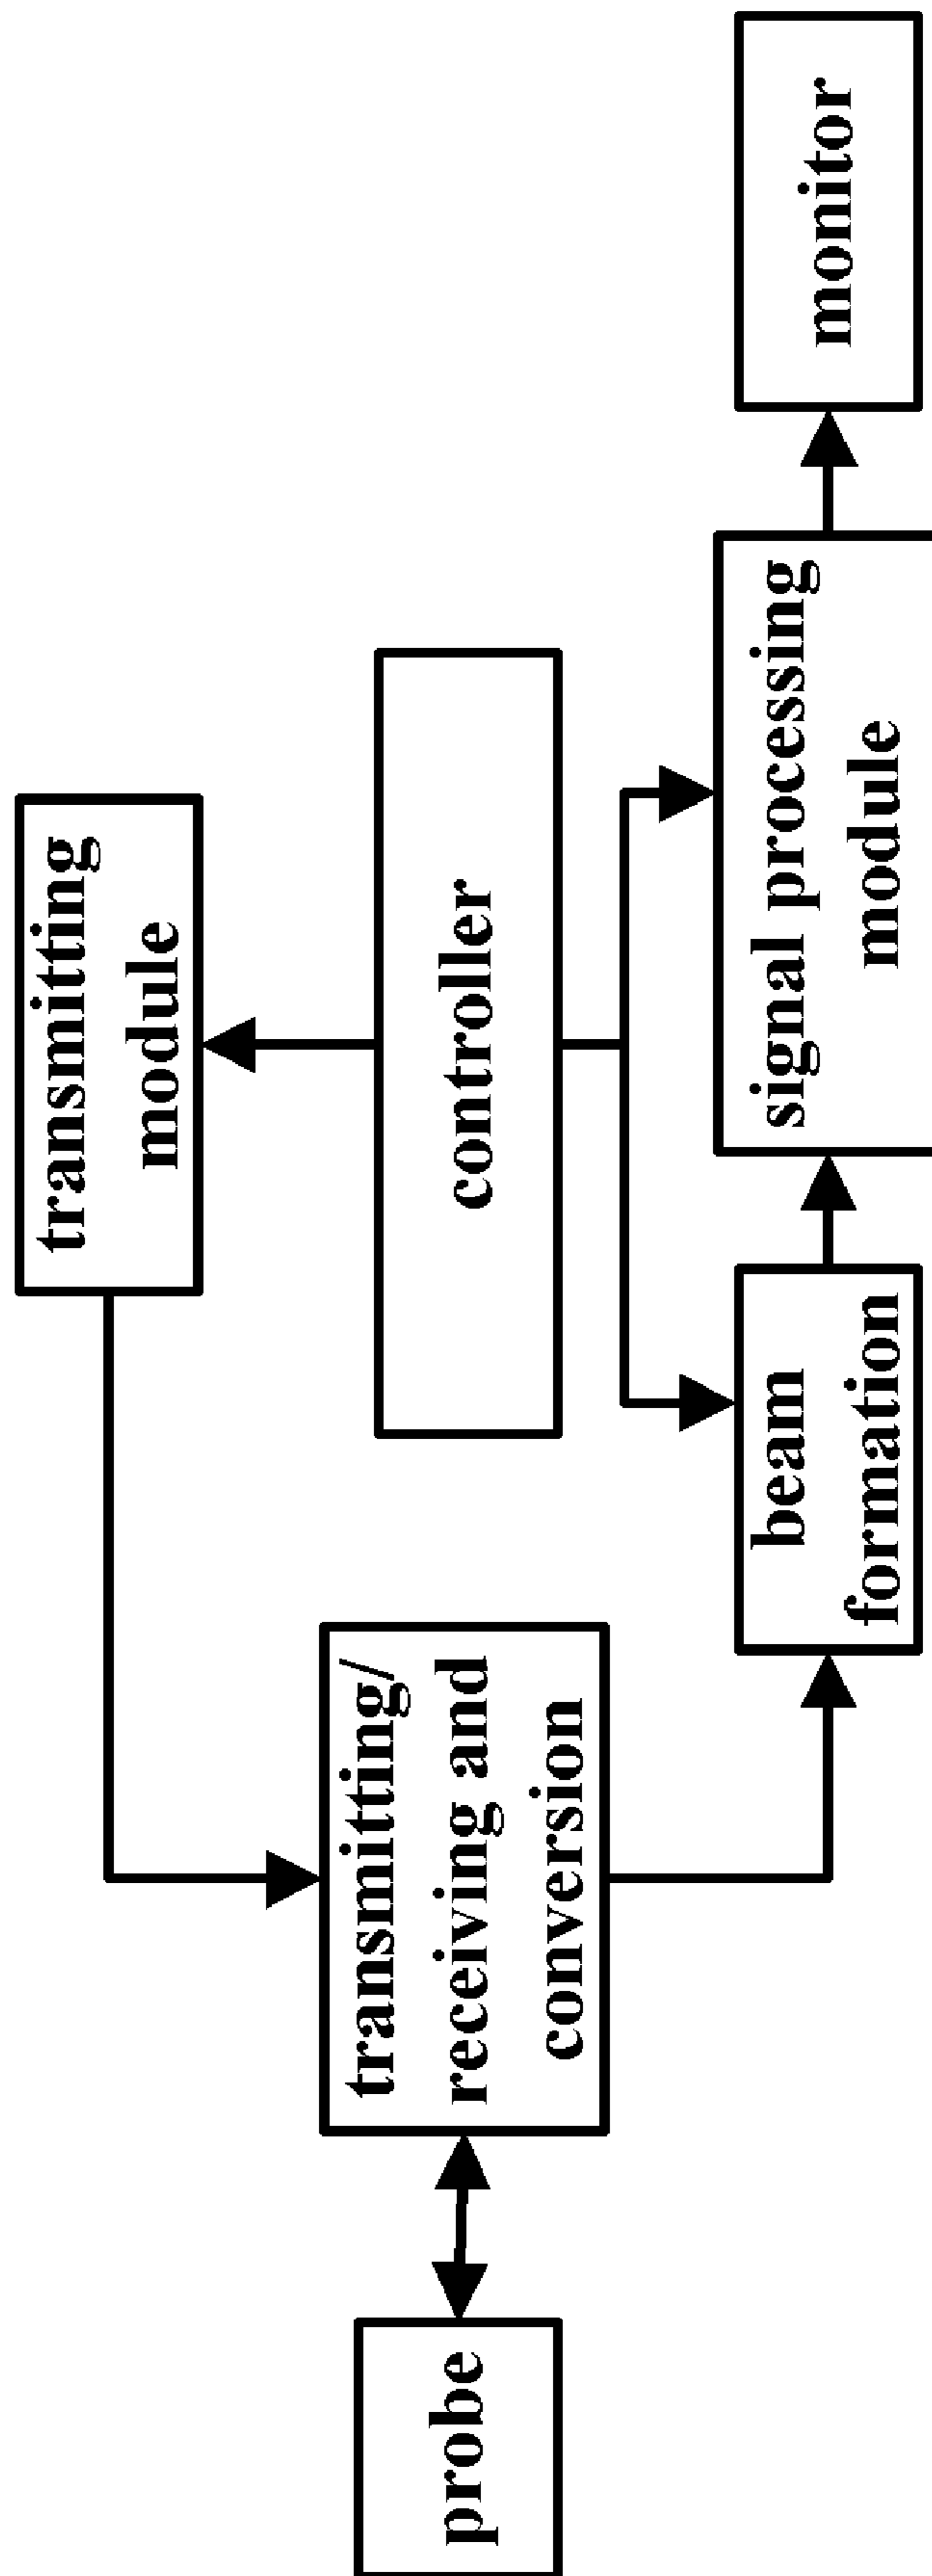 transmitting
module
probe
transmitting/
receiving and
conversion
controller
beam
formation
signal processing
module
monitor